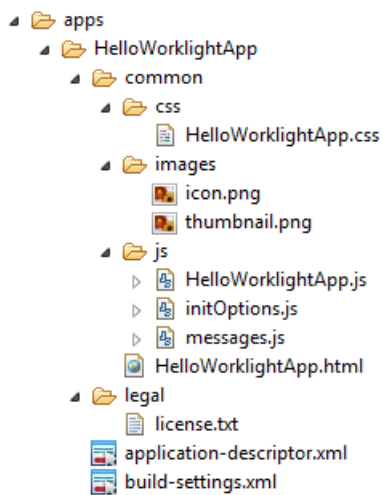 apps
HelloWorklightApp
common
css
HelloWorklightApp.css
images
icon.png
thumbnail.png
js
HelloWorklightApp.js
initOptions.js
messages.js
HelloWorklightApp.html
legal
license.txt
application-descriptor.xml
build-settings.xml